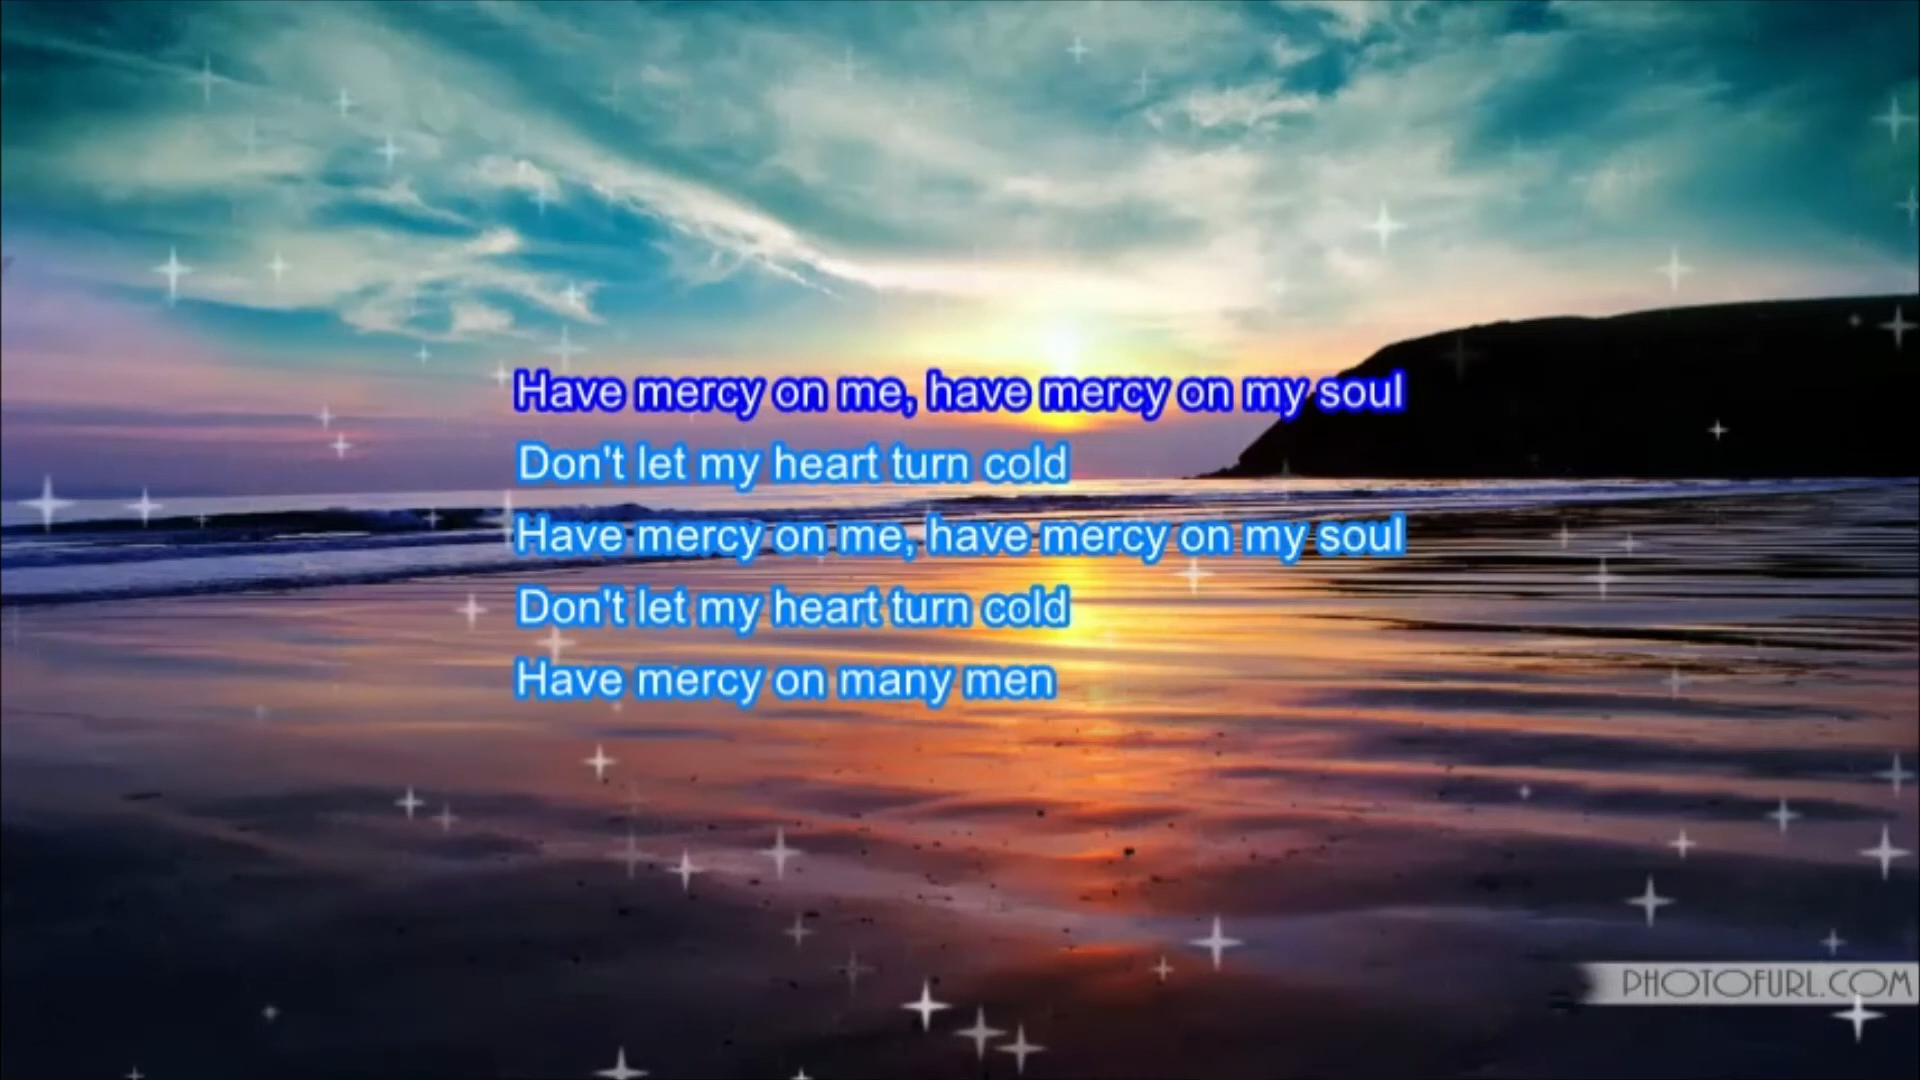 Have mercy on me, have mercy on my soul
Don't let my heart turn cold
Have mercy on me, have mercy on my soul
Don't let my heart turn cold
Have mercy on many men
PHOTOFURL.COM